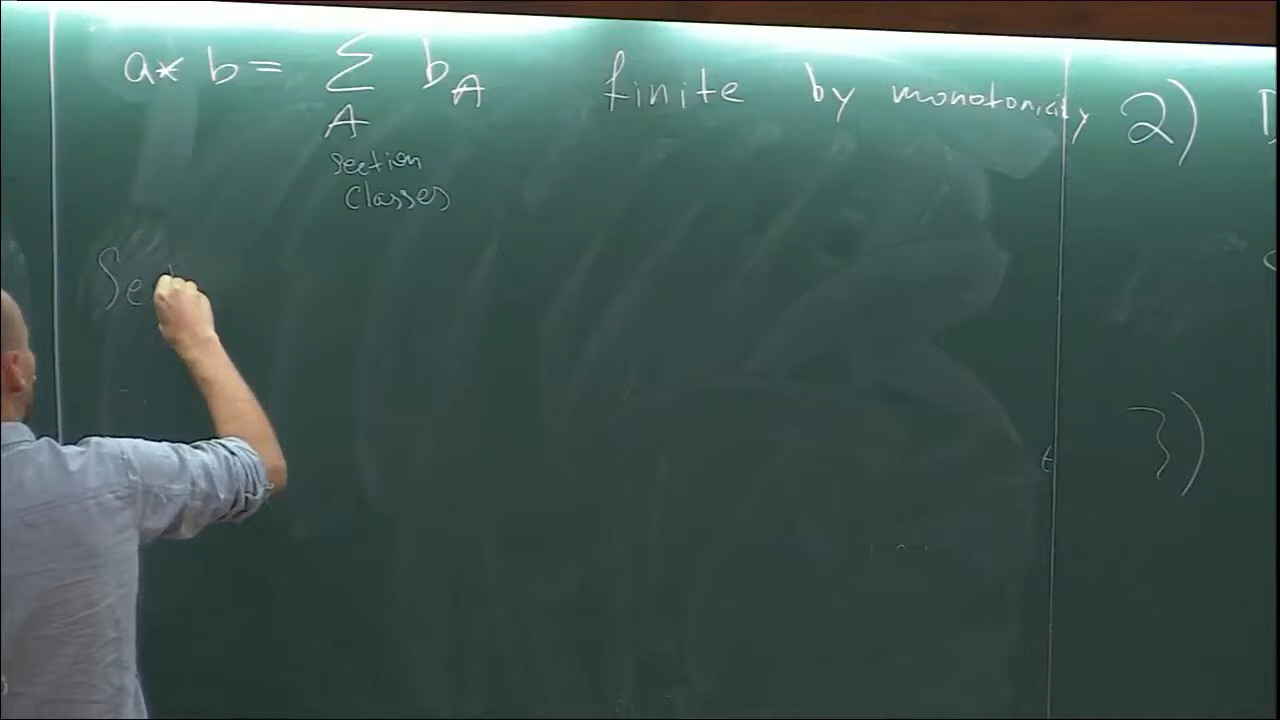 a * b = ∑ b_A finite by monotonicity
A
section
classes
Se
2)
3)